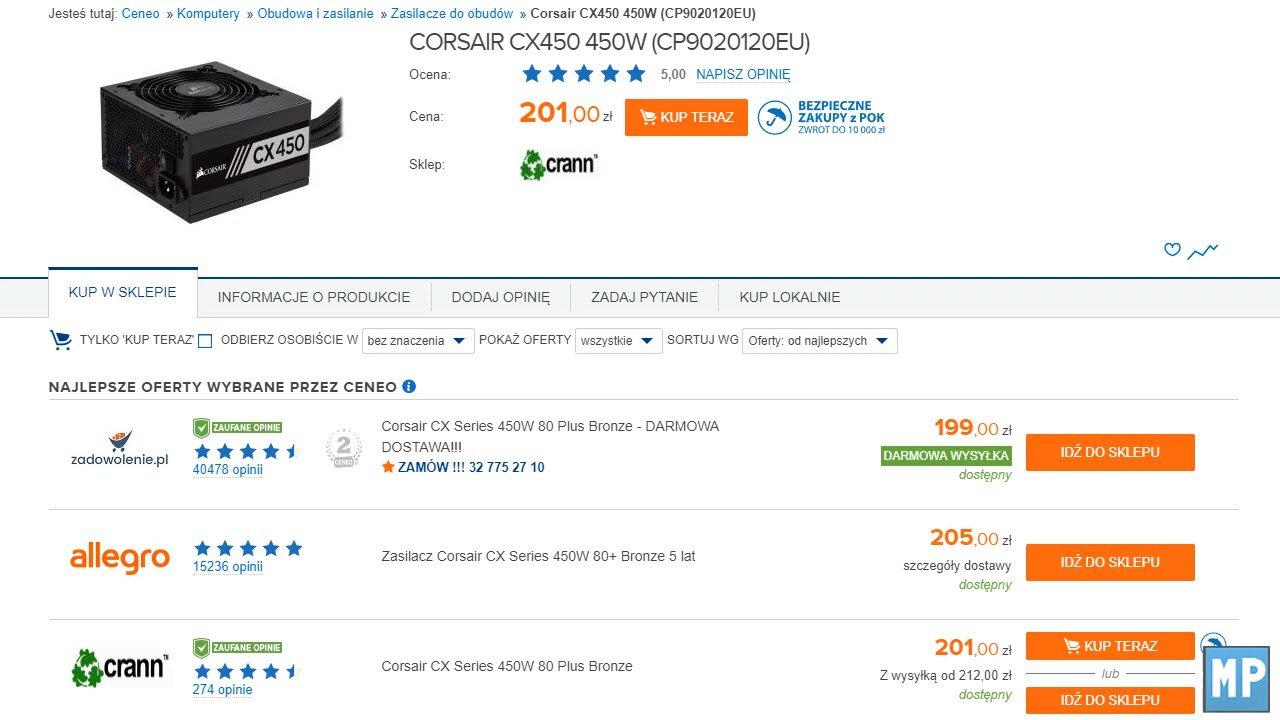 Jesteś tutaj: Ceneo » Komputery » Obudowa i zasilanie » Zasilacze do obudów » Corsair CX450 450W (CP9020120EU)
CORSAIR CX450 450W (CP9020120EU)
Ocena: 5,00 NAPISZ OPINIĘ
Cena: 201,00 zł KUP TERAZ
BEZPIECZNE
ZAKUPY z POK
ZWROT DO 10 000 zł
Sklep: crann™
CORSAIR CX450
KUP W SKLEPIE INFORMACJE O PRODUKCIE DODAJ OPINIĘ ZADAJ PYTANIE KUP LOKALNIE
TYLKO 'KUP TERAZ' ODBIERZ OSOBIŚCIE W bez znaczenia POKAŻ OFERTY wszystkie SORTUJ WG Oferty: od najlepszych
NAJLEPSZE OFERTY WYBRANE PRZEZ CENEO i
zadowolenie.pl
ZAUFANE OPINIE
40478 opinii
2
CENEO
Corsair CX Series 450W 80 Plus Bronze - DARMOWA
DOSTAWA!!!
ZAMÓW !!! 32 775 27 10
199,00 zł
DARMOWA WYSYŁKA
dostępny
IDŹ DO SKLEPU
allegro
15236 opinii
Zasilacz Corsair CX Series 450W 80+ Bronze 5 lat
205,00 zł
szczegóły dostawy
dostępny
IDŹ DO SKLEPU
crann™
ZAUFANE OPINIE
274 opinie
Corsair CX Series 450W 80 Plus Bronze
201,00 zł
Z wysyłką od 212,00 zł
dostępny
KUP TERAZ
lub
IDŹ DO SKLEPU
MP